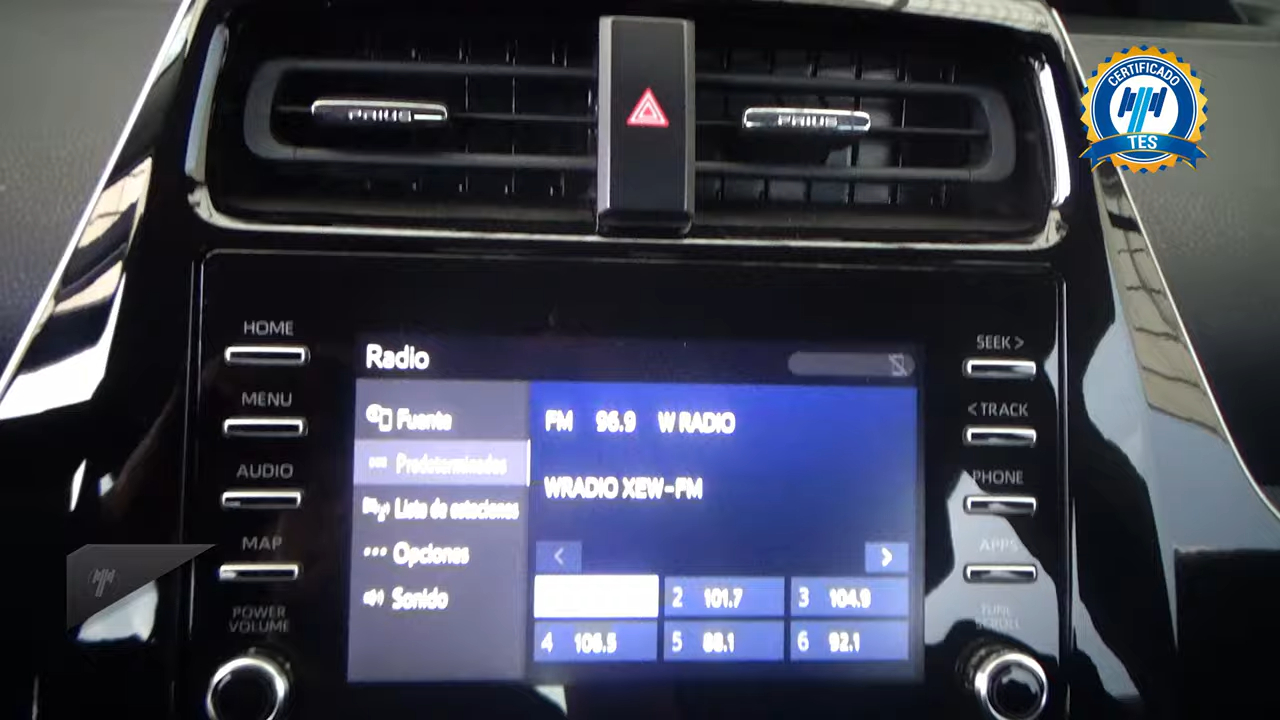 CERTIFICADO
TES
PRIUS
PRIUS
HOME
MENU
AUDIO
MAP
POWER
VOLUME
Radio
Fuente
Predeterminadas
Lista de estaciones
Opciones
Sonido
FM 96.9 W RADIO
WRADIO XEW-FM
<
>
2 101.7
3 104.9
4 106.5
5 88.1
6 92.1
SEEK >
< TRACK
PHONE
APPS
TUNE
SCROLL